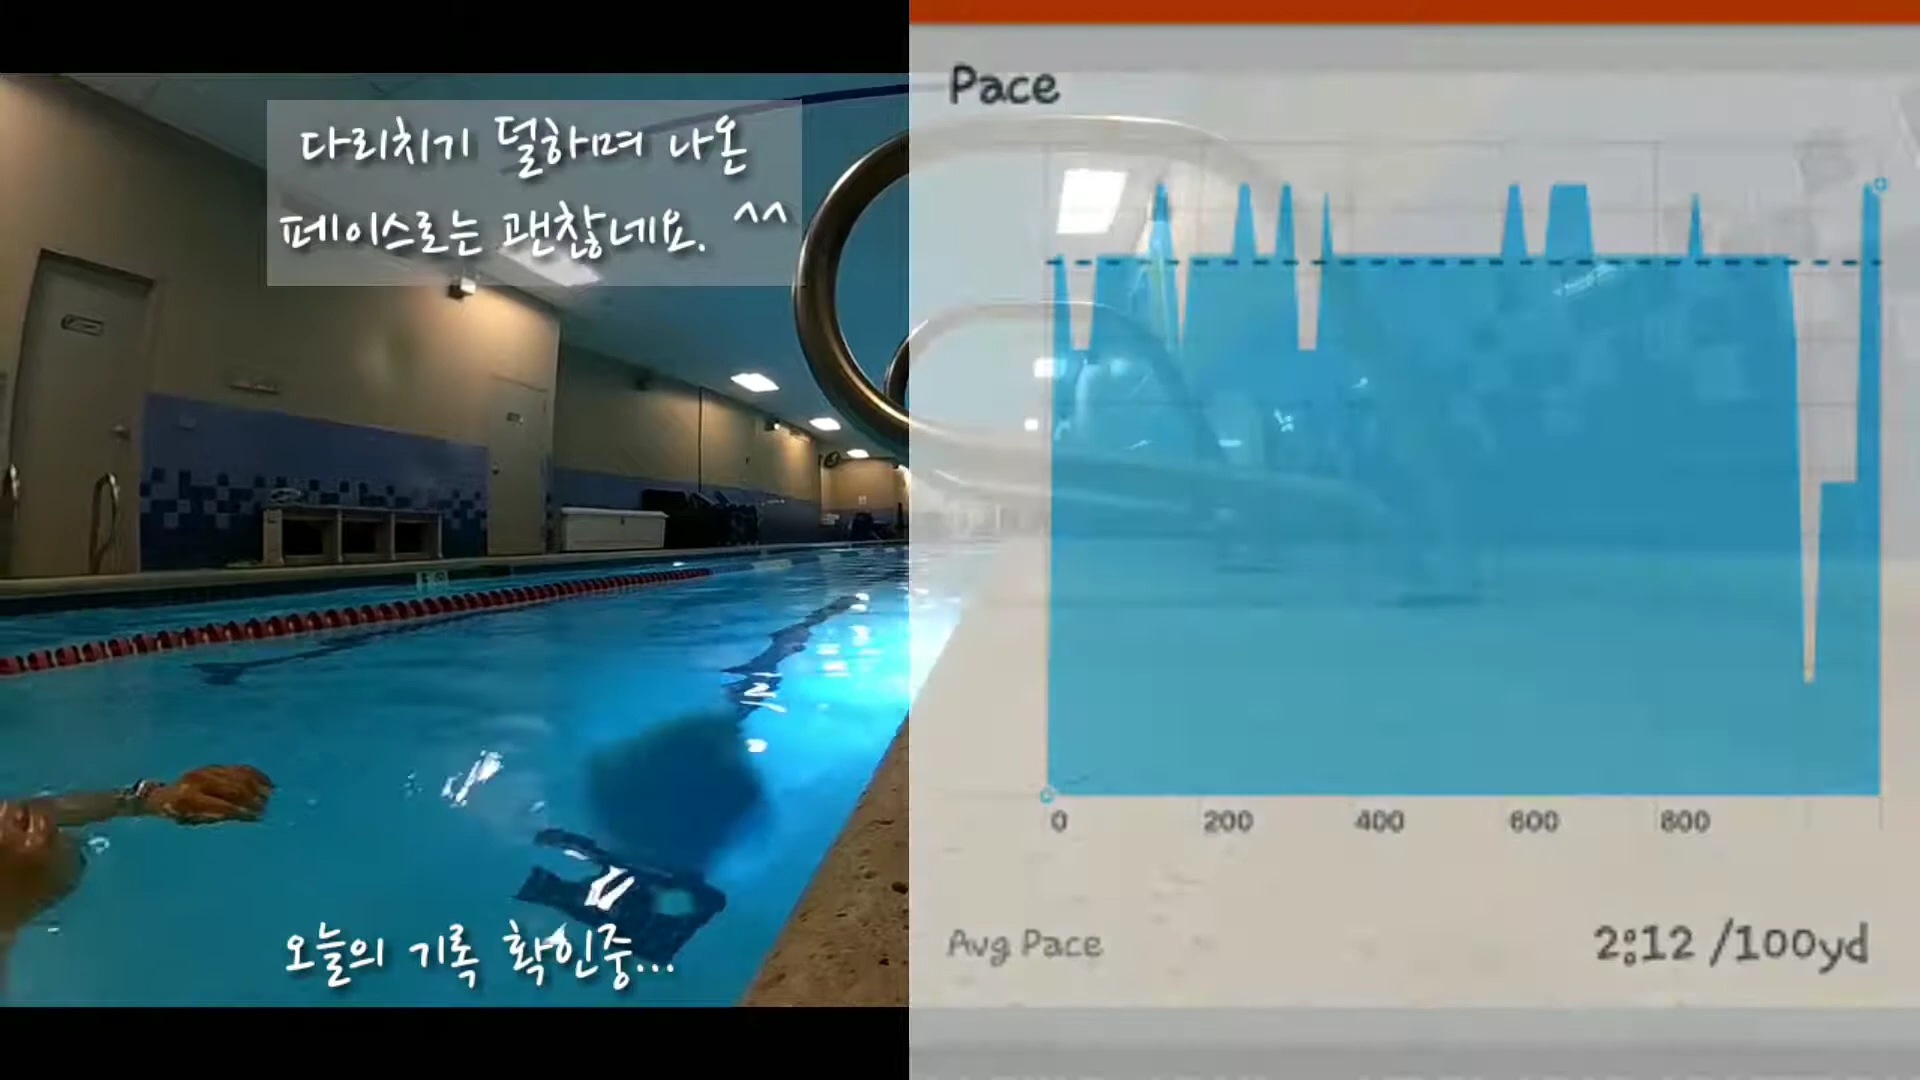 다리치기 덜하며 나온
페이스로는 괜찮네요. ^^
오늘의 기록 확인중...
Pace
0 200 400 600 800
Avg Pace 2:12 /100yd